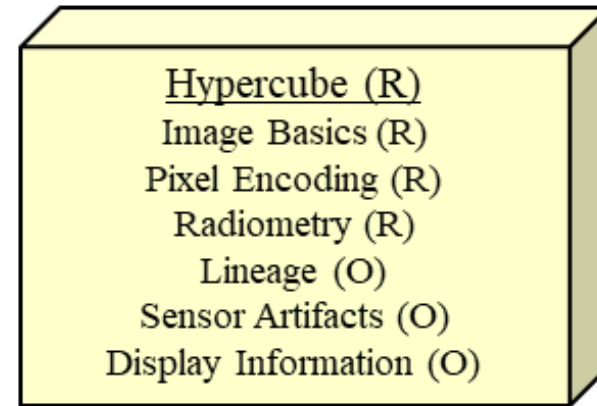 Hypercube (R)
Image Basics (R)
Pixel Encoding (R)
Radiometry (R)
Lineage (O)
Sensor Artifacts (O)
Display Information (O)